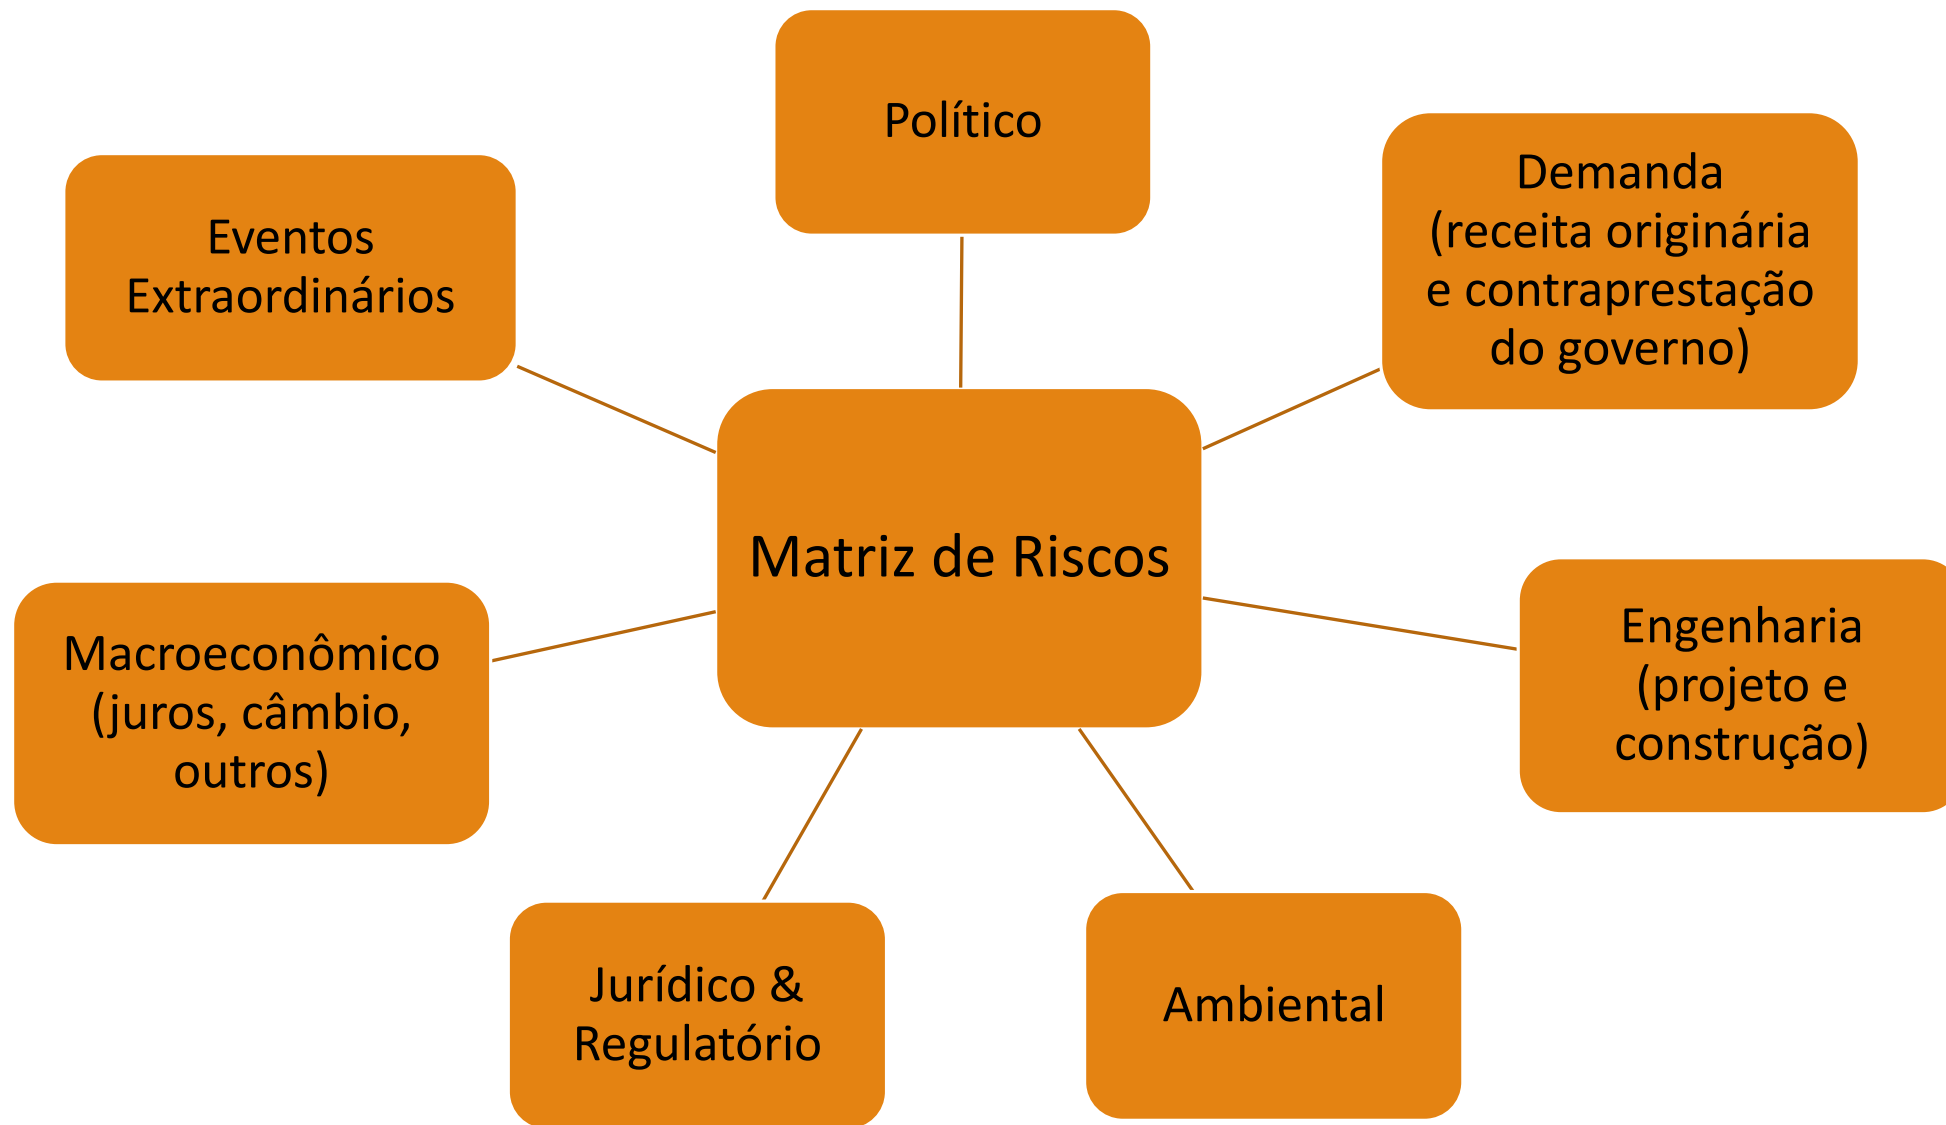 Político
Demanda
(receita originária
e contraprestação
do governo)
Eventos
Extraordinários
Matriz de Riscos
Engenharia
(projeto e
construção)
Macroeconômico
(juros, câmbio,
outros)
Jurídico &
Regulatório
Ambiental